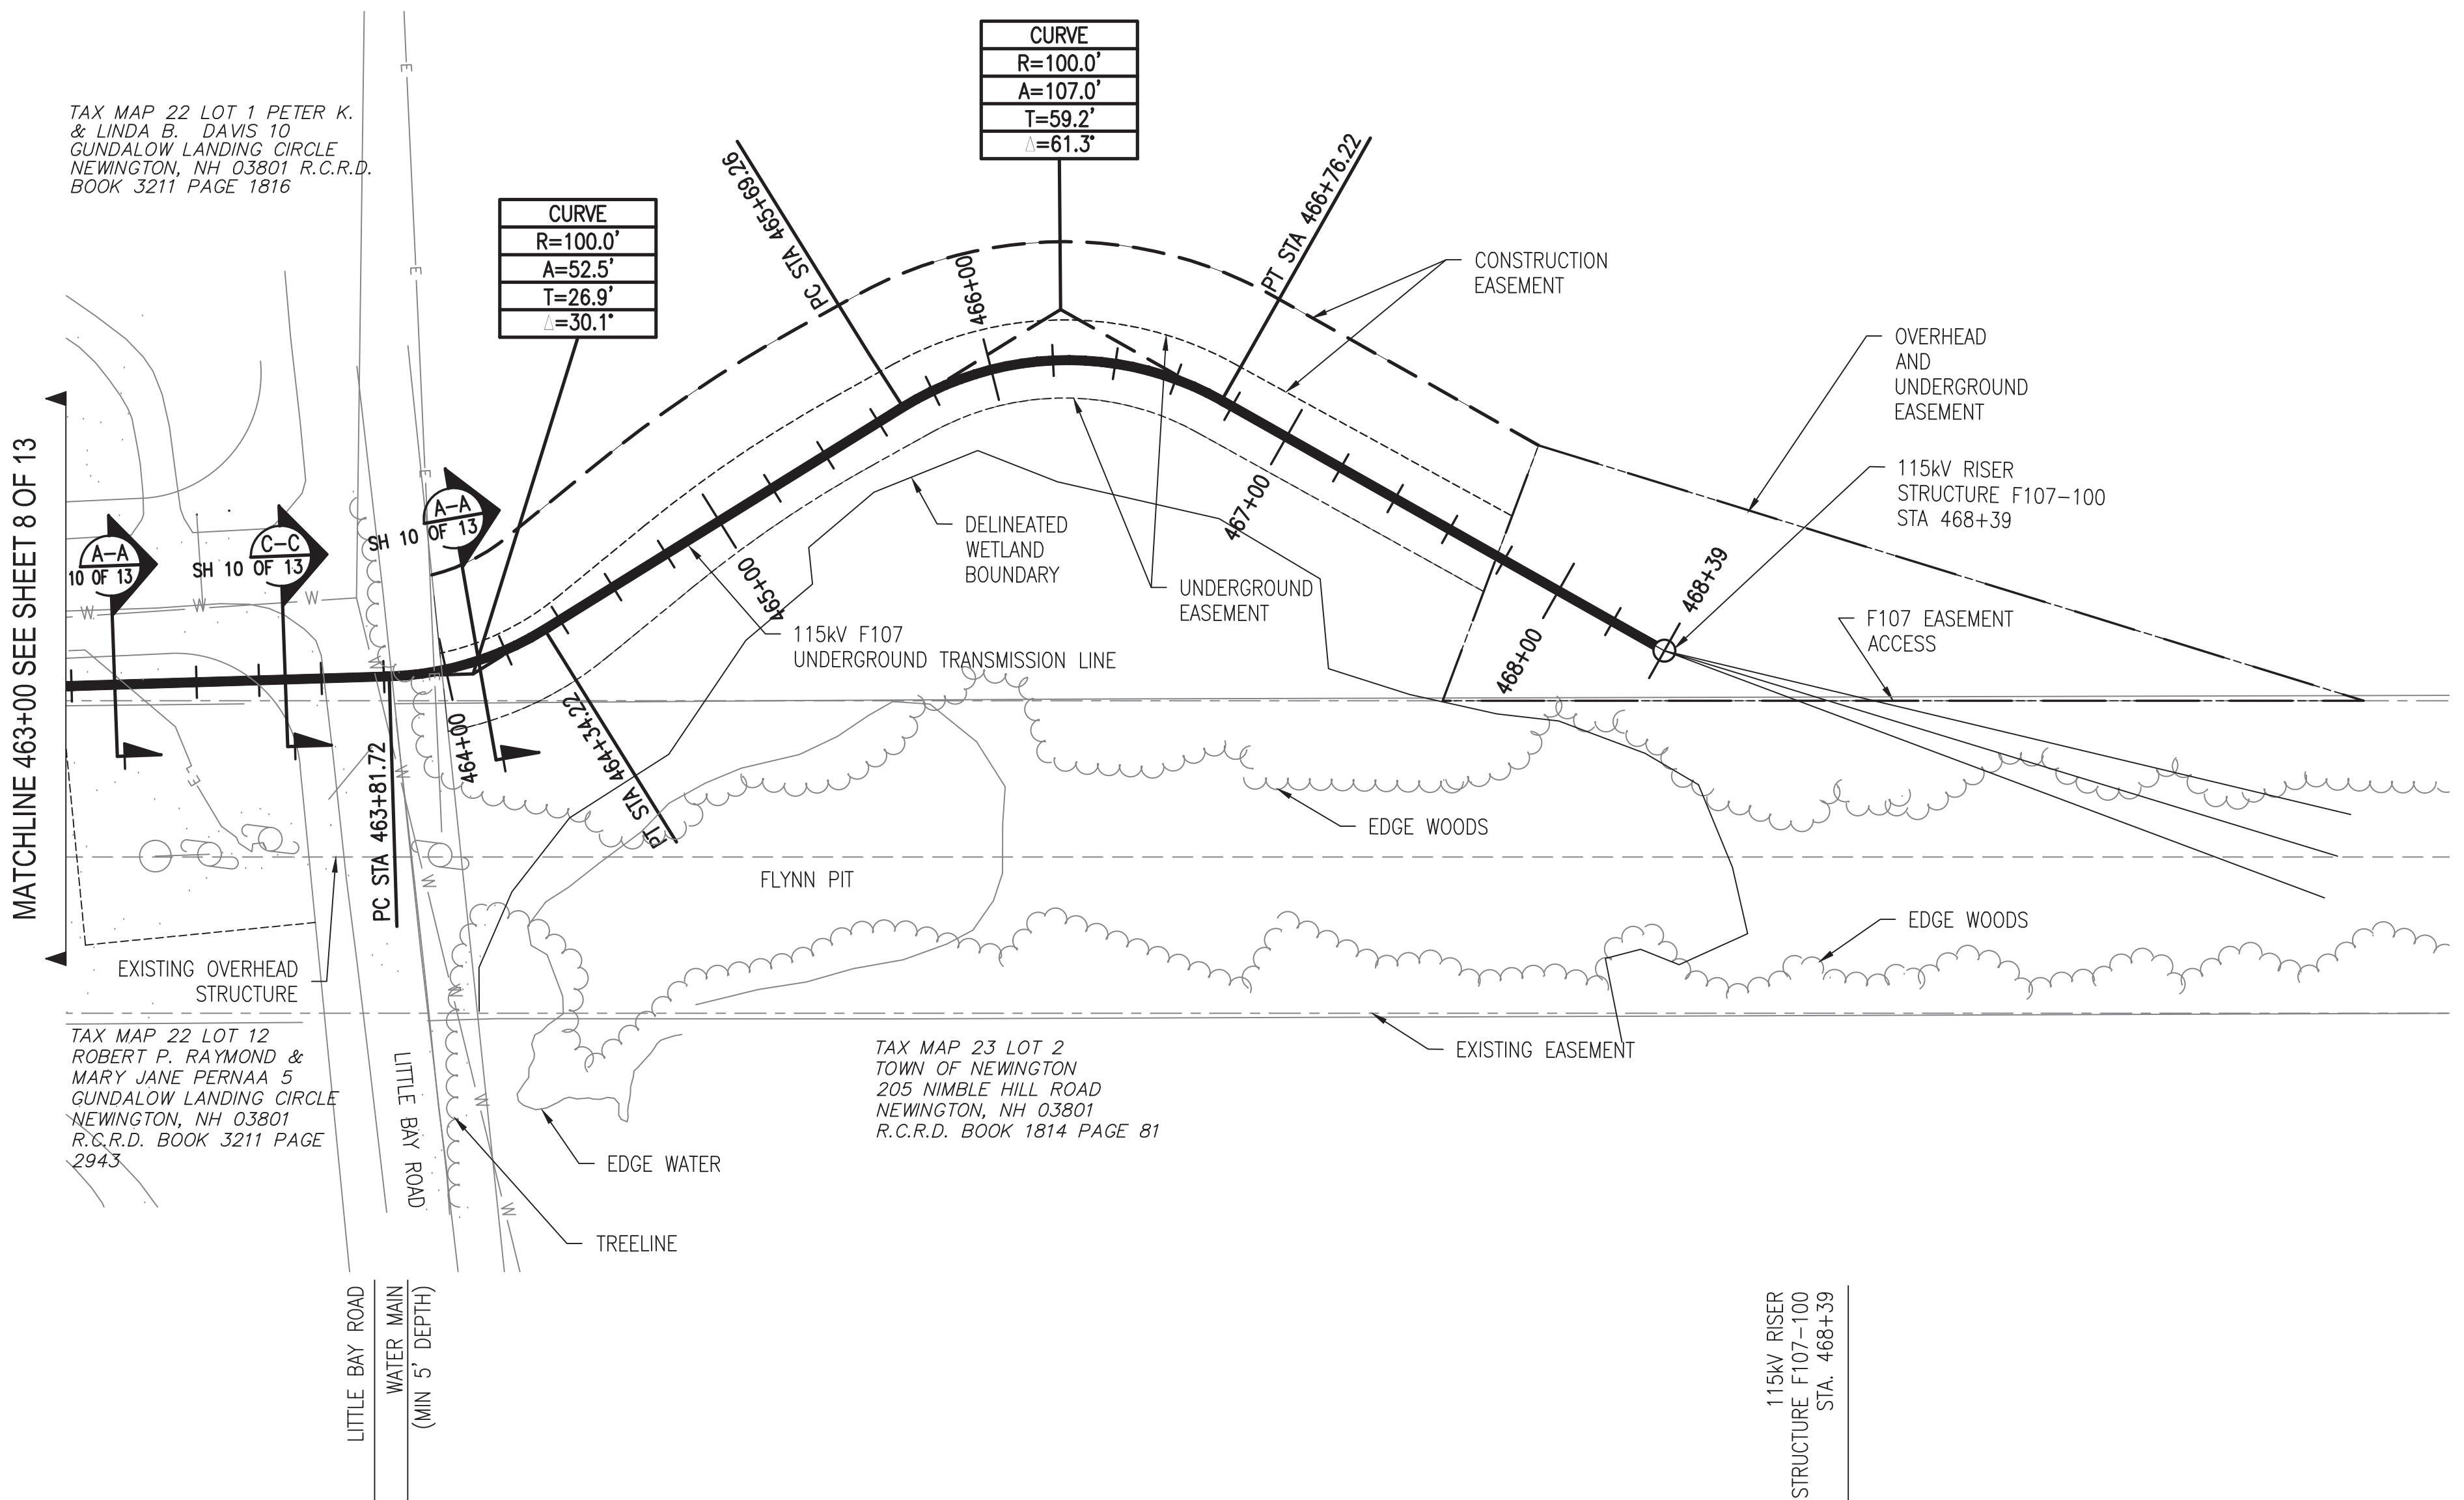 TAX MAP 22 LOT 1 PETER K.
& LINDA B. DAVIS 10
GUNDALOW LANDING CIRCLE
NEWINGTON, NH 03801 R.C.R.D.
BOOK 3211 PAGE 1816
CURVE
R=100.0'
A=52.5'
T=26.9'
Δ=30.1°
CURVE
R=100.0'
A=107.0'
T=59.2'
Δ=61.3°
PC STA 465+69.26
466+00
PT STA 466+76.22
CONSTRUCTION
EASEMENT
OVERHEAD
AND
UNDERGROUND
EASEMENT
115kV RISER
STRUCTURE F107-100
STA 468+39
MATCHLINE 463+00 SEE SHEET 8 OF 13
A-A
10 OF 13
C-C
SH 10 OF 13
A-A
SH 10 OF 13
E
E
E
E
E
W
W
W
W
W
W
W
W
W
W
465+00
DELINEATED
WETLAND
BOUNDARY
UNDERGROUND
EASEMENT
467+00
468+00
468+39
F107 EASEMENT
ACCESS
115kV F107
UNDERGROUND TRANSMISSION LINE
PC STA 463+81.72
464+00
PT STA 464+34.22
EDGE WOODS
FLYNN PIT
EDGE WOODS
EXISTING OVERHEAD
STRUCTURE
EXISTING EASEMENT
TAX MAP 22 LOT 12
ROBERT P. RAYMOND &
MARY JANE PERNAA 5
GUNDALOW LANDING CIRCLE
NEWINGTON, NH 03801
R.C.R.D. BOOK 3211 PAGE
2943
LITTLE BAY ROAD
TAX MAP 23 LOT 2
TOWN OF NEWINGTON
205 NIMBLE HILL ROAD
NEWINGTON, NH 03801
R.C.R.D. BOOK 1814 PAGE 81
EDGE WATER
TREELINE
LITTLE BAY ROAD
WATER MAIN
(MIN 5' DEPTH)
115kV RISER
STRUCTURE F107-100
STA. 468+39